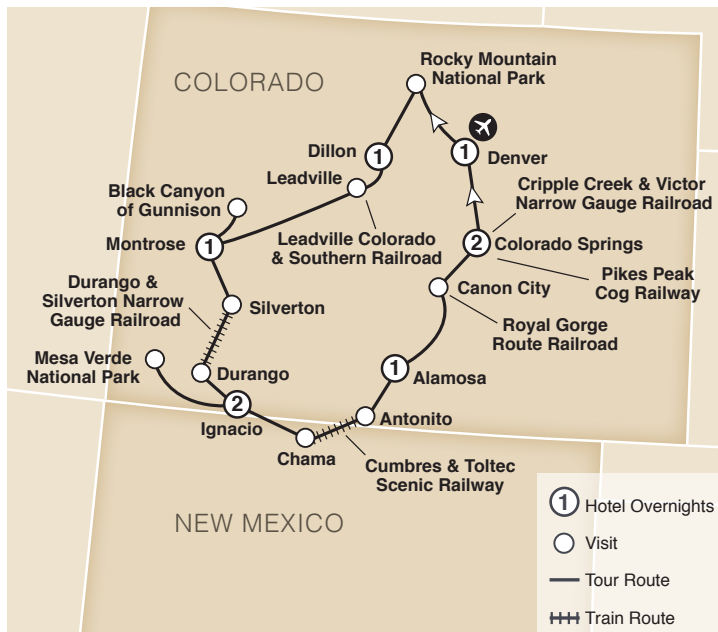 Rocky Mountain
National Park
COLORADO
Dillon
1
1
Denver
Leadville
Cripple Creek & Victor
Narrow Gauge Railroad
Black Canyon
of Gunnison
Montrose
1
Leadville Colorado
& Southern Railroad
2
Colorado Springs
Pikes Peak
Cog Railway
Durango &
Silverton Narrow
Gauge Railroad
Silverton
Canon City
Royal Gorge
Route Railroad
Mesa Verde
National Park
Durango
1
Alamosa
2
Ignacio
Antonito
Chama
Cumbres & Toltec
Scenic Railway
NEW MEXICO
1
Hotel Overnights
Visit
Tour Route
Train Route